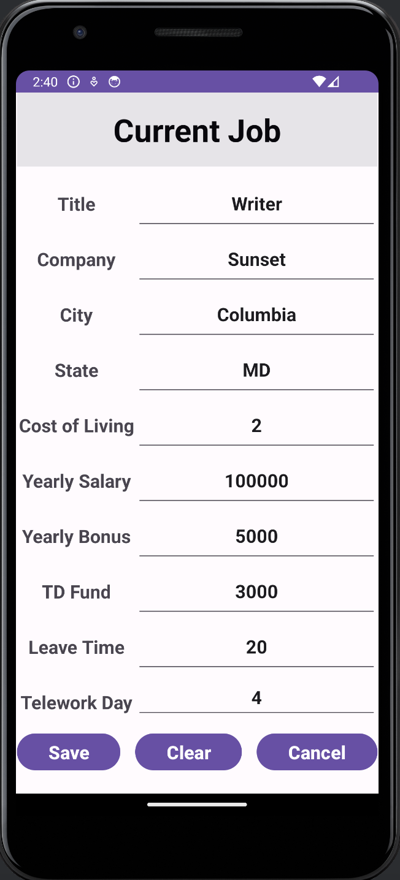 2:40
Current Job
Title Writer
Company Sunset
City Columbia
State MD
Cost of Living 2
Yearly Salary 100000
Yearly Bonus 5000
TD Fund 3000
Leave Time 20
Telework Day 4
Save Clear Cancel